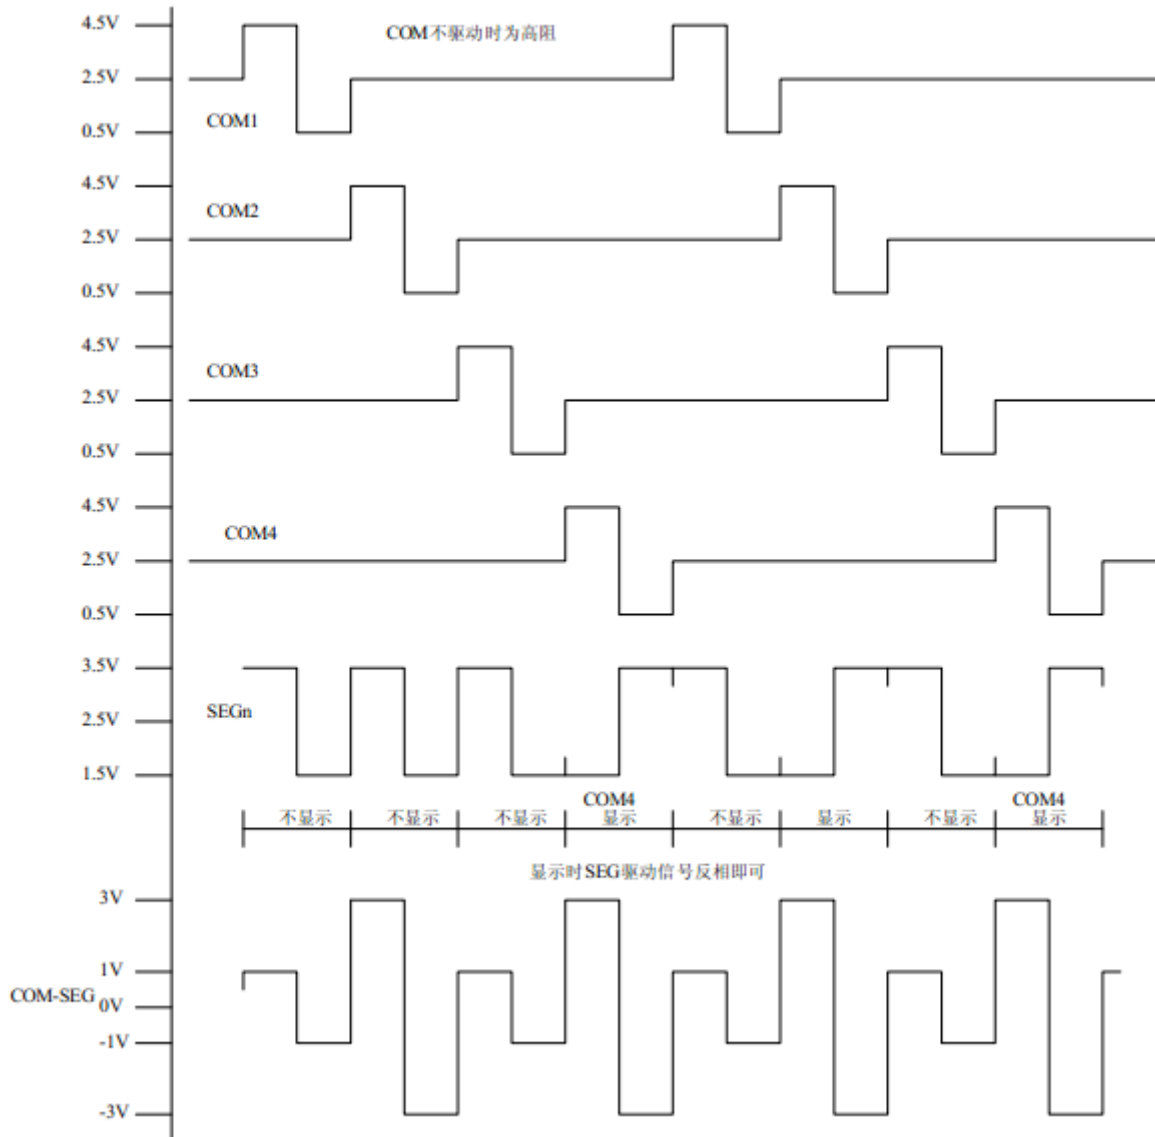 4.5V
COM不驱动时为高阻
2.5V
COM1
0.5V
4.5V
COM2
2.5V
0.5V
4.5V
COM3
2.5V
0.5V
4.5V
COM4
2.5V
0.5V
3.5V
SEGn
2.5V
1.5V
COM4 COM4
不显示 不显示 不显示 显示 不显示 显示 不显示 显示
显示时SEG驱动信号反相即可
3V
1V
COM-SEG 0V
-1V
-3V